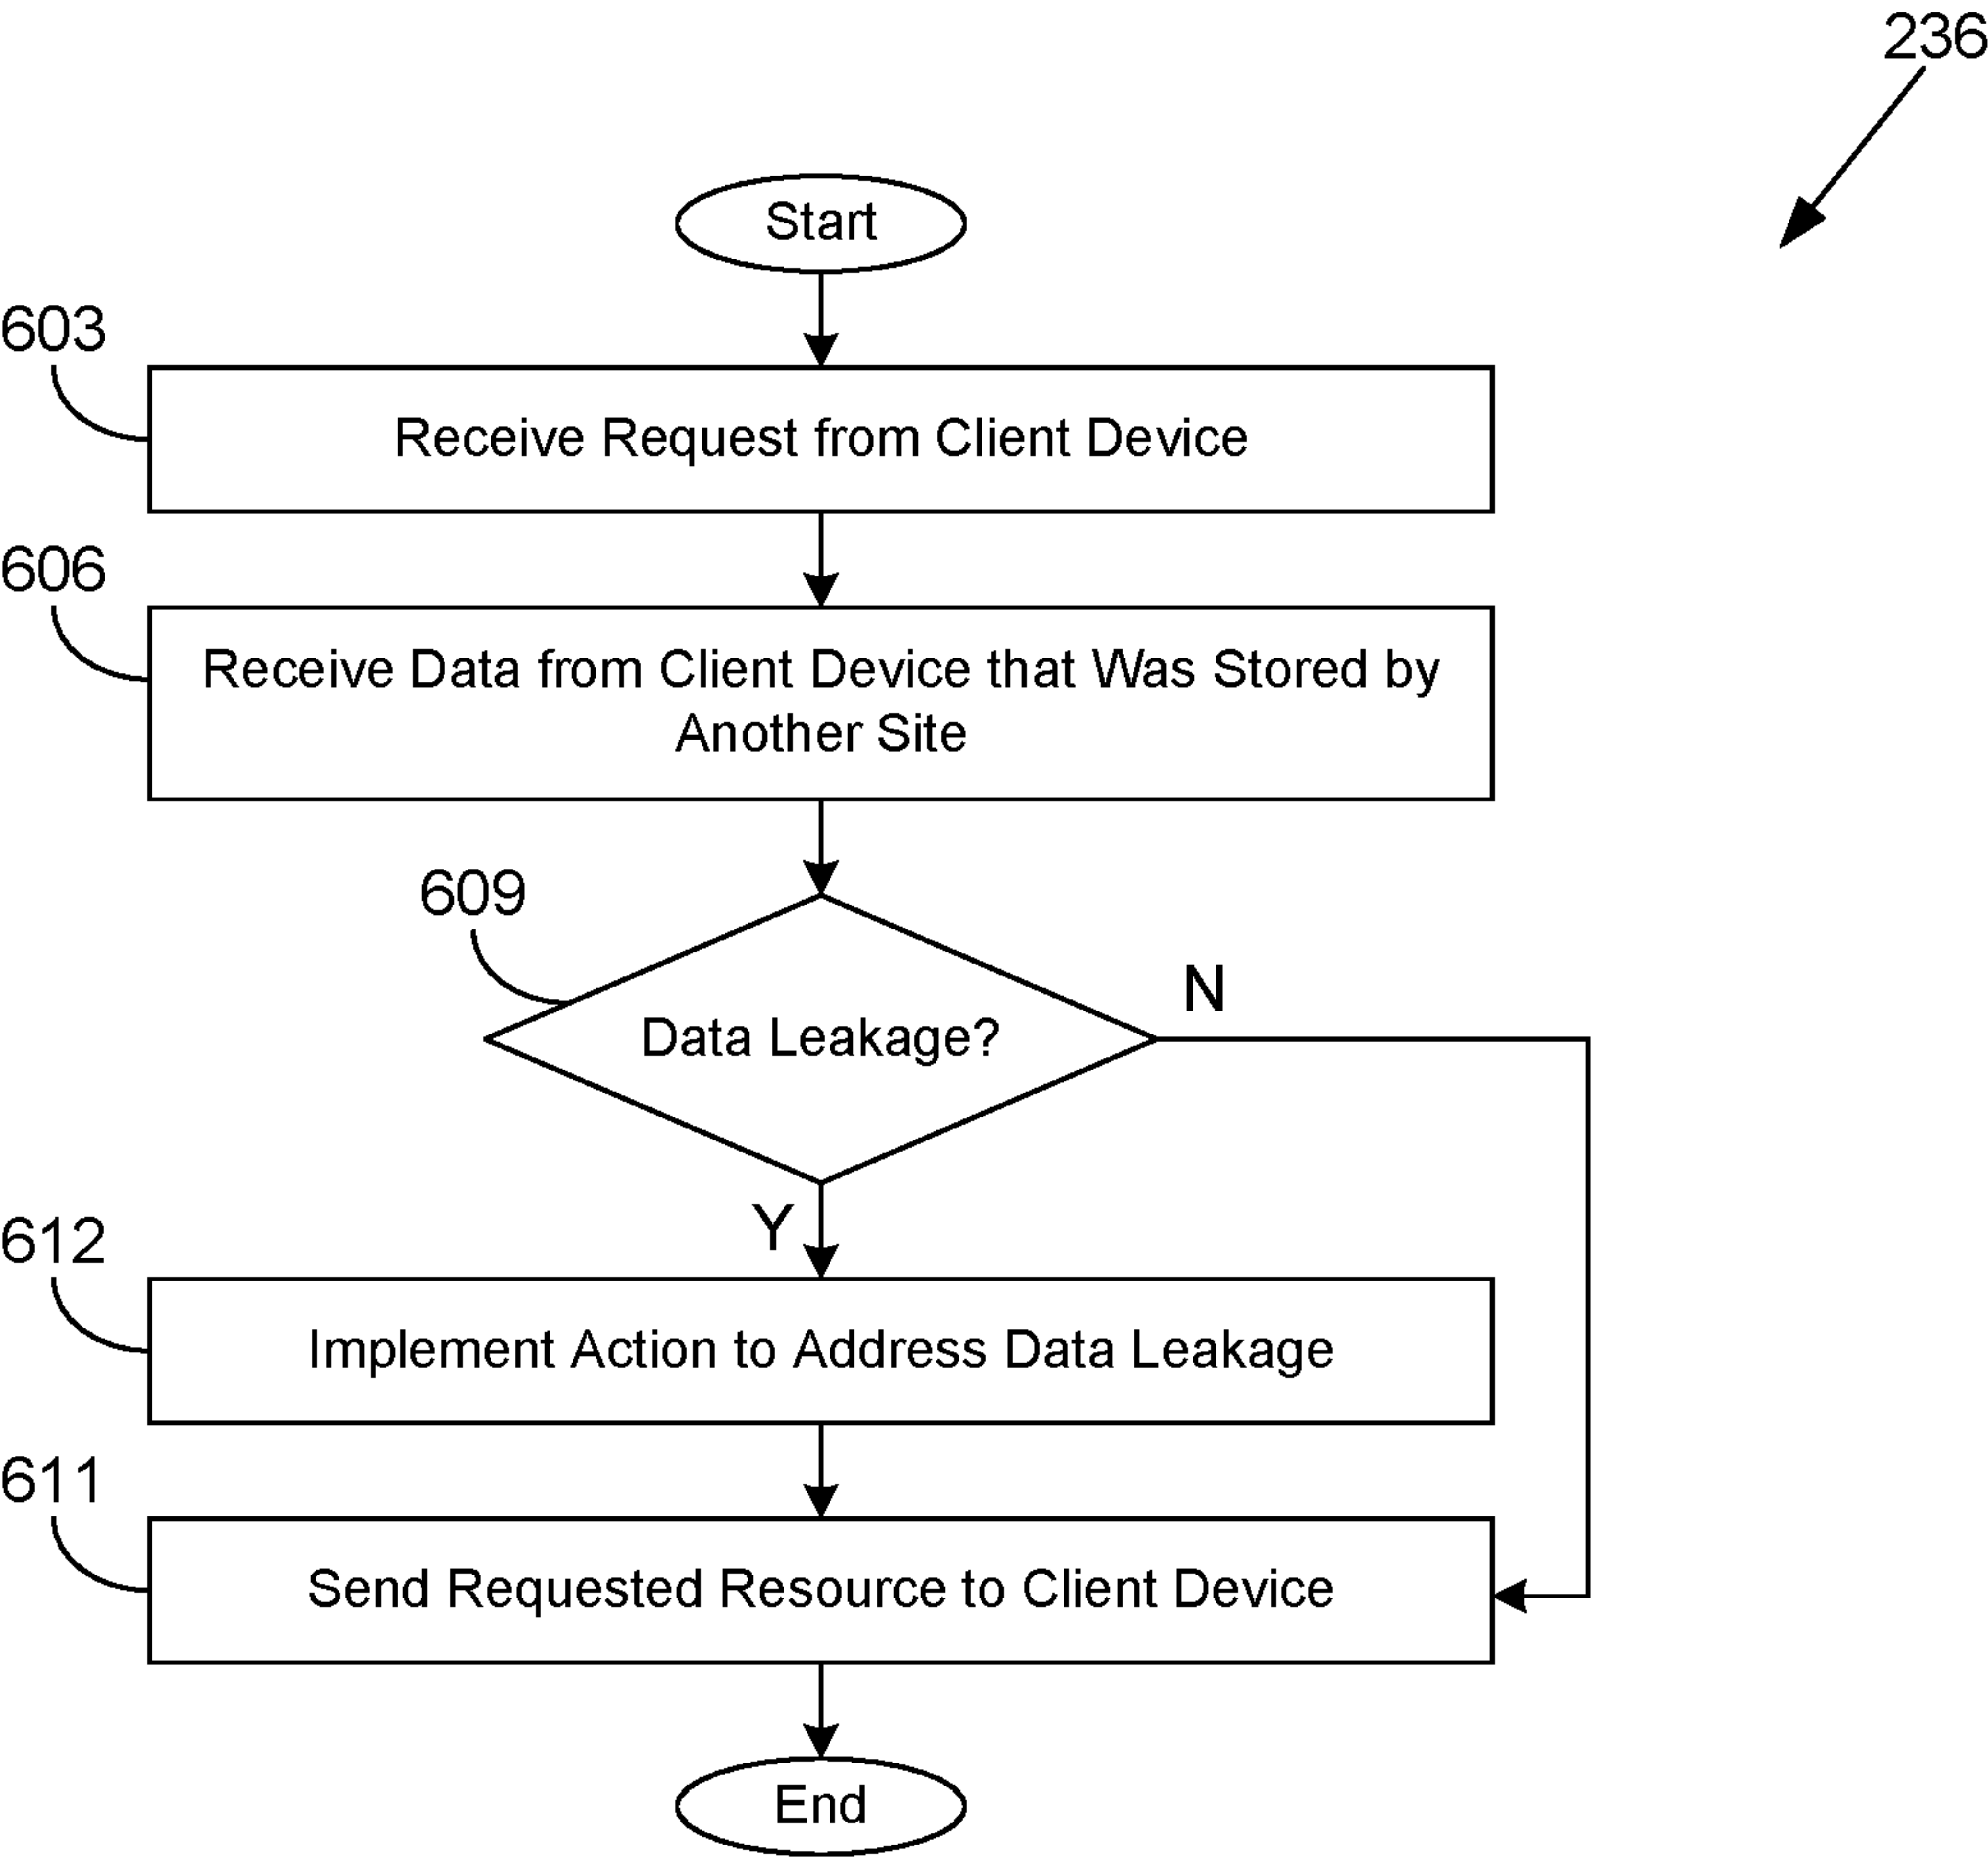 236
Start
603
Receive Request from Client Device
606
Receive Data from Client Device that Was Stored by
Another Site
609
Data Leakage?
N
Y
612
Implement Action to Address Data Leakage
611
Send Requested Resource to Client Device
End